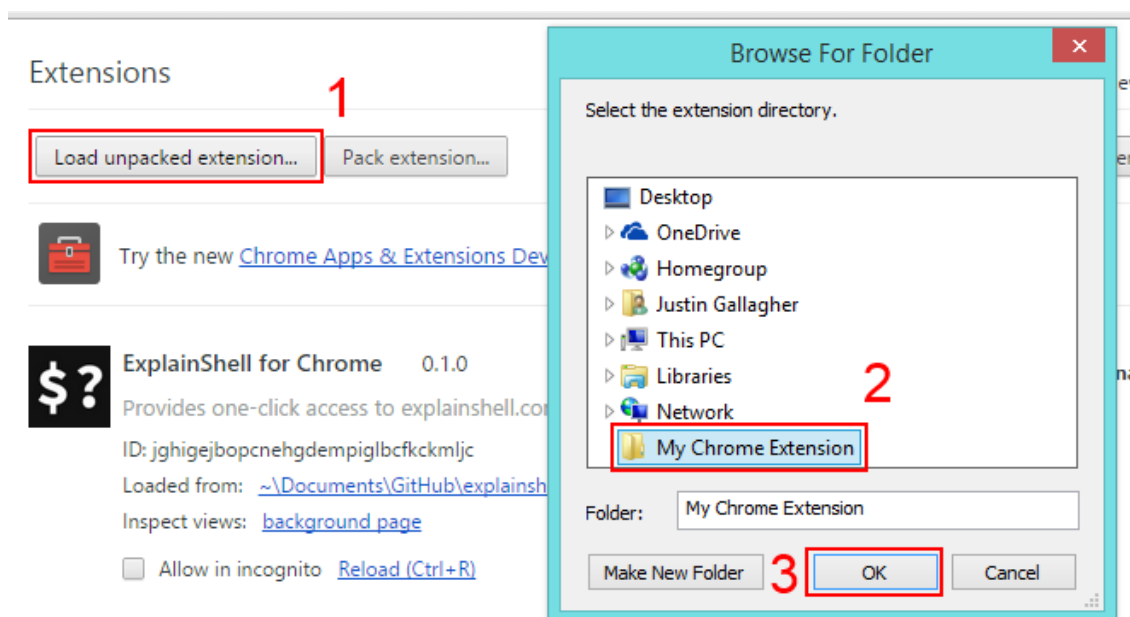 Extensions
1
Load unpacked extension...
Pack extension...
Try the new Chrome Apps & Extensions Dev
$?
ExplainShell for Chrome 0.1.0
Provides one-click access to explainshell.co
ID: jghigejbopcnehgdempiglbcfkckmljc
Loaded from: ~\Documents\GitHub\explainsh
Inspect views: background page
Allow in incognito Reload (Ctrl+R)
Browse For Folder
Select the extension directory.
Desktop
OneDrive
Homegroup
Justin Gallagher
This PC
Libraries
2
Network
My Chrome Extension
Folder: My Chrome Extension
Make New Folder
3
OK
Cancel